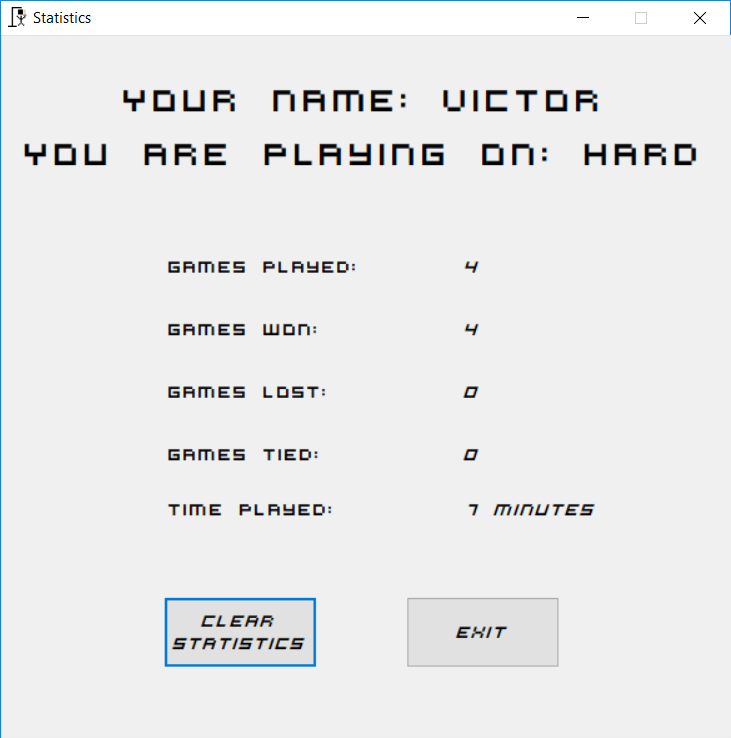 Statistics
YOUR NAME: VICTOR
YOU ARE PLAYING ON: HARD
GAMES PLAYED: 4
GAMES WON: 4
GAMES LOST: 0
GAMES TIED: 0
TIME PLAYED: 7 MINUTES
CLEAR
STATISTICS
EXIT